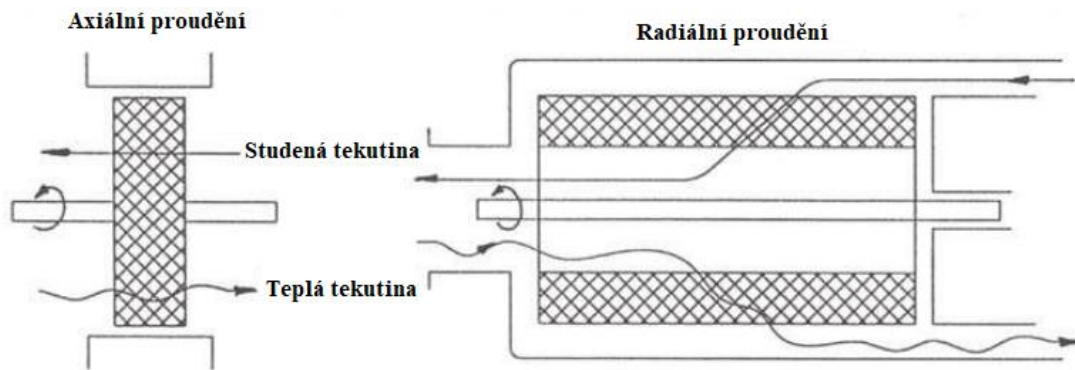 Axiální proudění
Radiální proudění
Studená tekutina
Teplá tekutina